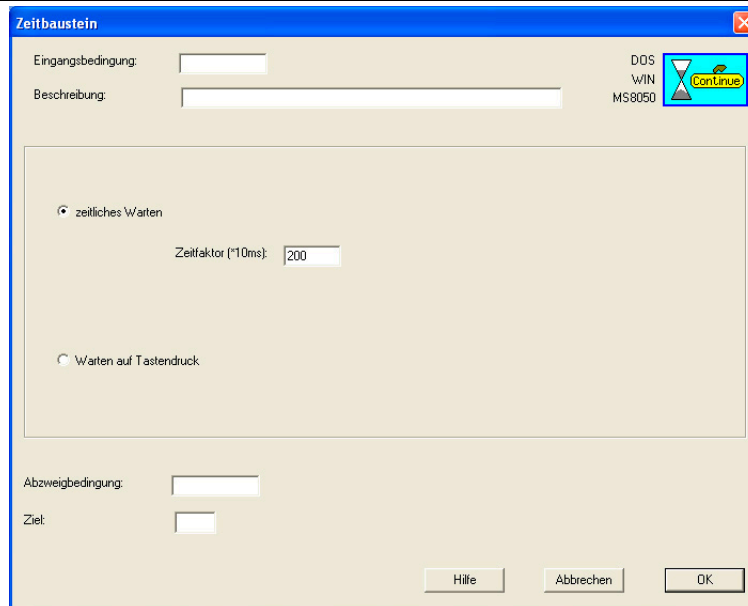 Zeitbaustein
Eingangsbedingung:
DOS
WIN
Continue
Beschreibung:
MS8050
zeitliches Warten
Zeitfaktor (*10ms): 200
Warten auf Tastendruck
Abzweigbedingung:
Ziel:
Hilfe Abbrechen OK